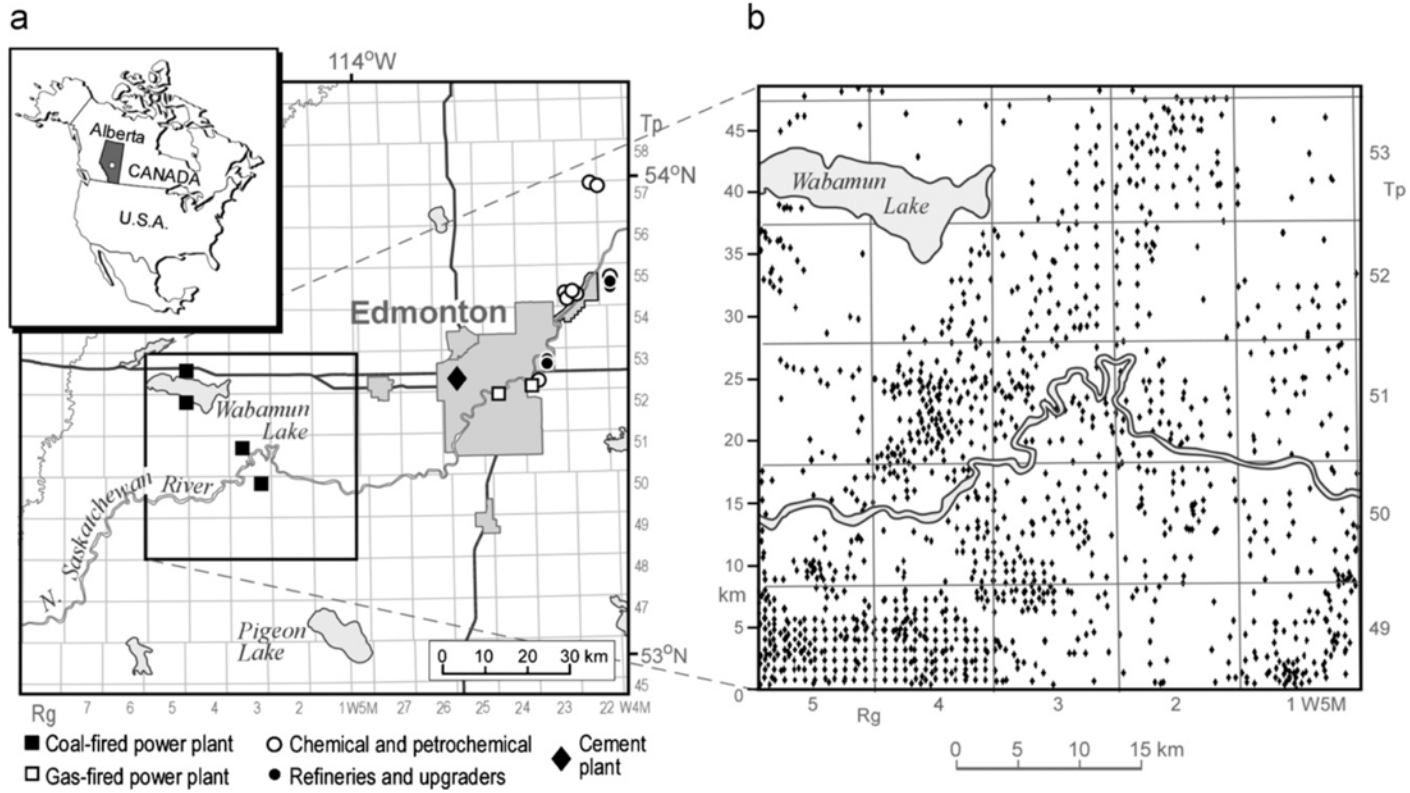 a
b
114°W
Alberta
CANADA
U.S.A.
Tp
58
54°N
57
56
55
54
53
52
51
50
49
48
47
45
Edmonton
Wabamun
Lake
N. Saskatchewan River
Pigeon
Lake
0 10 20 30 km
53°N
Rg 7 6 5 4 3 2 1 W5M 27 26 25 24 23 22 W4M
Coal-fired power plant
Gas-fired power plant
Chemical and petrochemical
Refineries and upgraders
Cement
plant
45
40
35
30
25
20
15
10
km
5
0
Wabamun
Lake
53
Tp
52
51
50
49
5 Rg 4 3 2 1 W5M
0 5 10 15 km